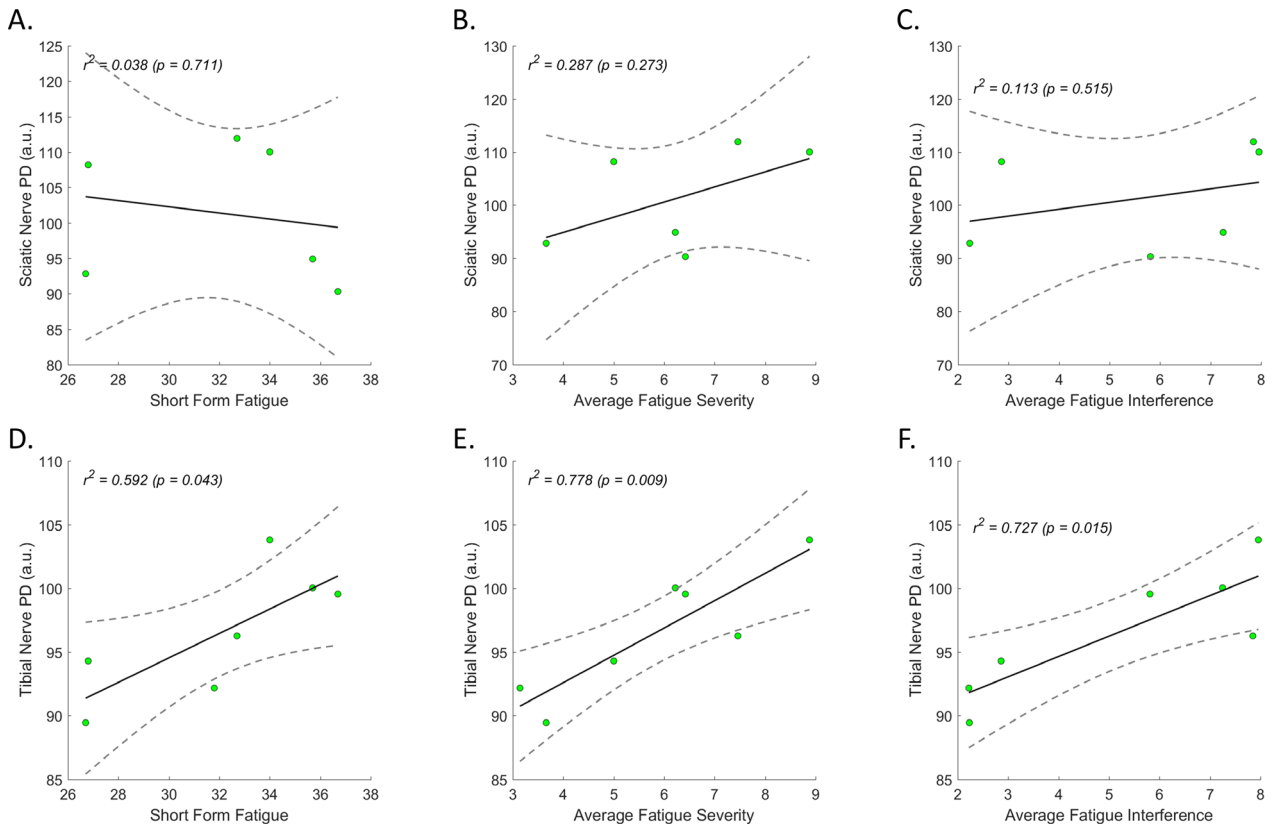 A.
r² = 0.038 (p = 0.711)
125
120
115
110
105
100
95
90
85
80
26 28 30 32 34 36 38
Sciatic Nerve PD (a.u.)
Short Form Fatigue
B.
r² = 0.287 (p = 0.273)
130
120
110
100
90
80
70
3 4 5 6 7 8 9
Sciatic Nerve PD (a.u.)
Average Fatigue Severity
C.
r² = 0.113 (p = 0.515)
130
120
110
100
90
80
70
2 3 4 5 6 7 8
Sciatic Nerve PD (a.u.)
Average Fatigue Interference
D.
r² = 0.592 (p = 0.043)
110
105
100
95
90
85
26 28 30 32 34 36 38
Tibial Nerve PD (a.u.)
Short Form Fatigue
E.
r² = 0.778 (p = 0.009)
110
105
100
95
90
85
3 4 5 6 7 8 9
Tibial Nerve PD (a.u.)
Average Fatigue Severity
F.
r² = 0.727 (p = 0.015)
110
105
100
95
90
85
2 3 4 5 6 7 8
Tibial Nerve PD (a.u.)
Average Fatigue Interference